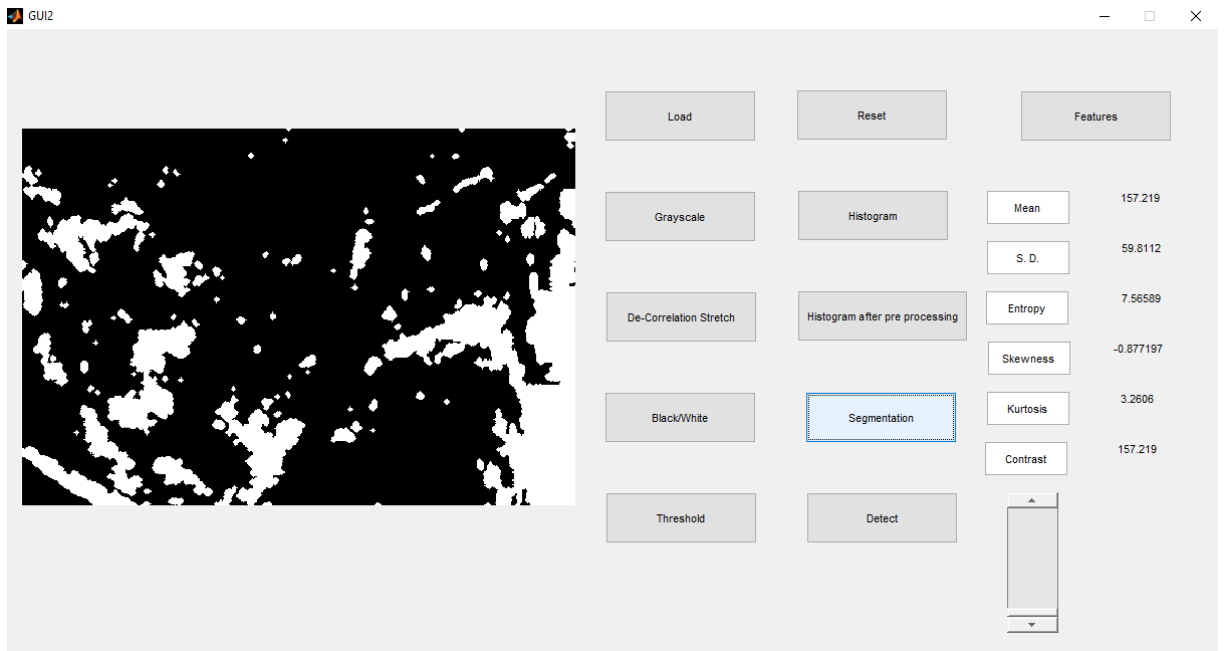 GUI2
Load
Reset
Features
Grayscale
Histogram
Mean
157.219
S. D.
59.8112
De-Correlation Stretch
Histogram after pre processing
Entropy
7.56589
Skewness
-0.877197
Black/White
Segmentation
Kurtosis
3.2606
Contrast
157.219
Threshold
Detect